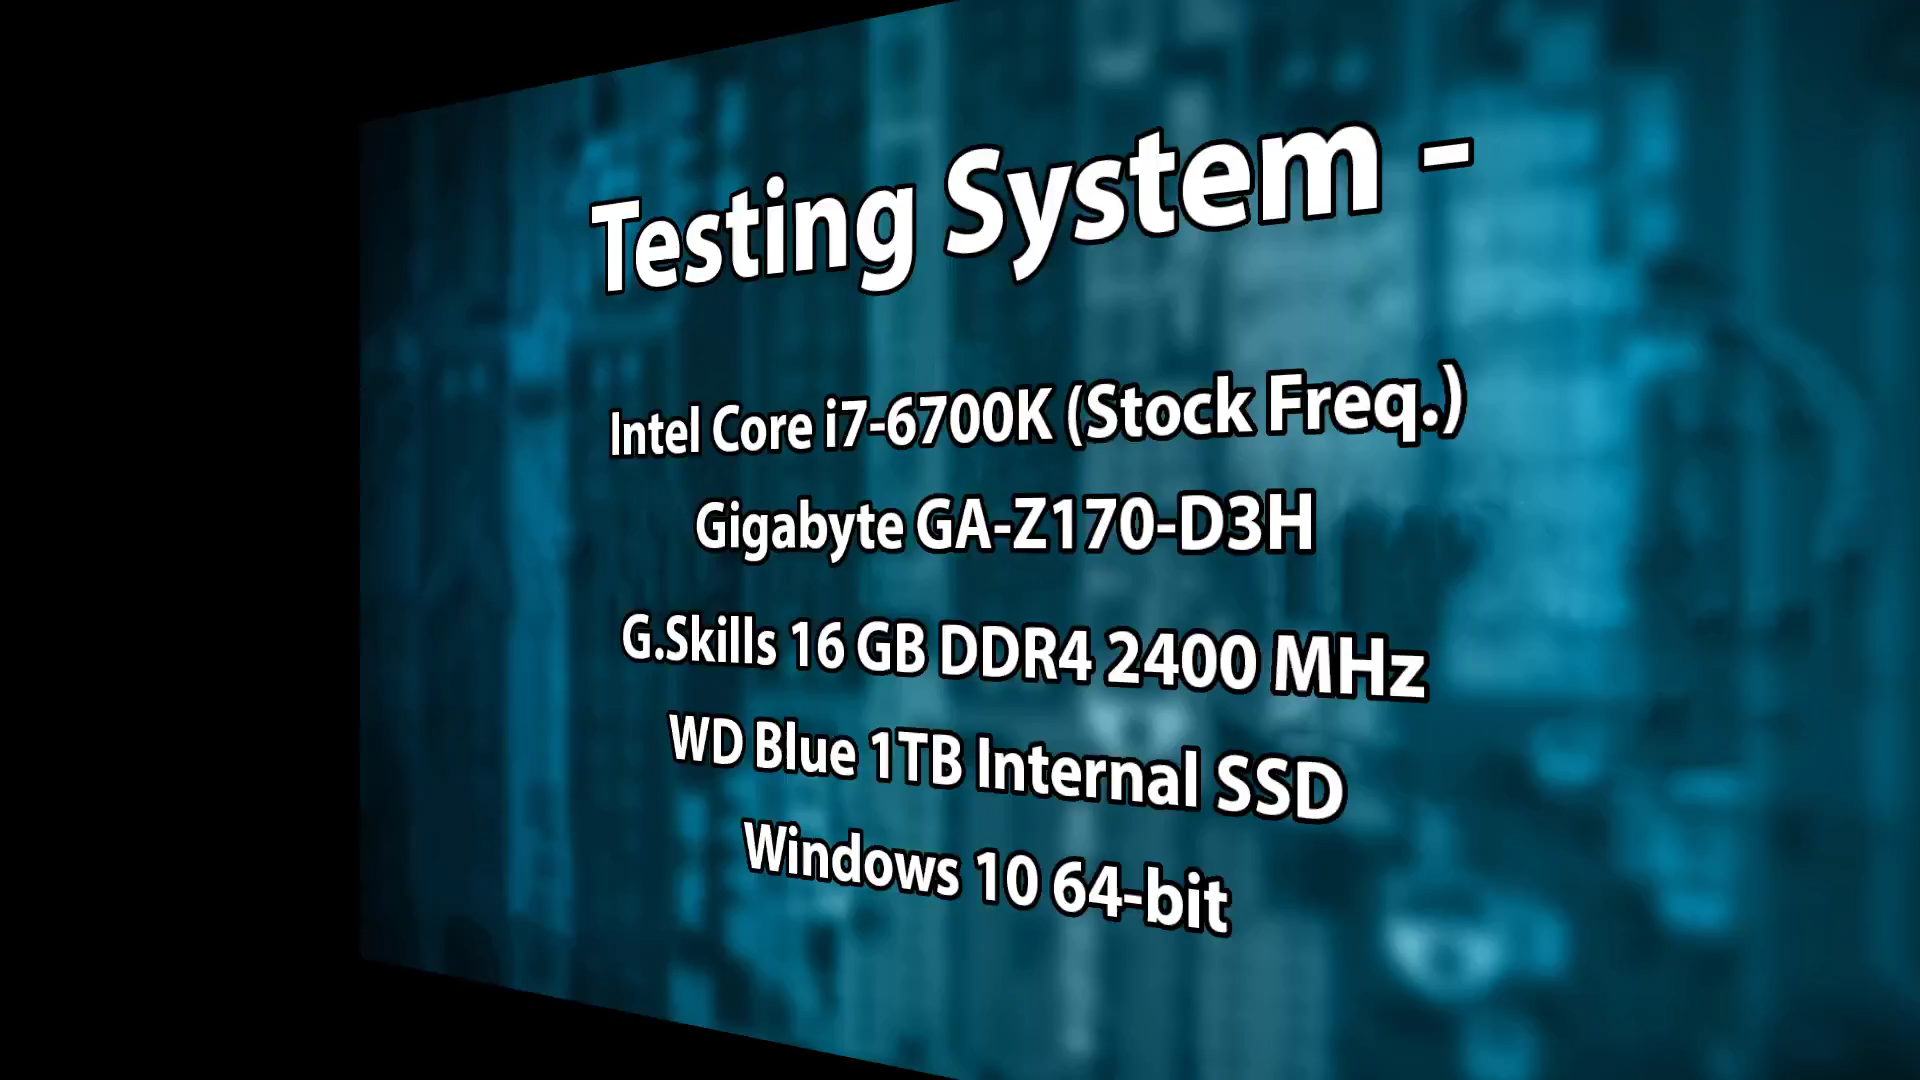 Testing System -
Intel Core i7-6700K (Stock Freq.)
Gigabyte GA-Z170-D3H
G.Skills 16 GB DDR4 2400 MHz
WD Blue 1TB Internal SSD
Windows 10 64-bit